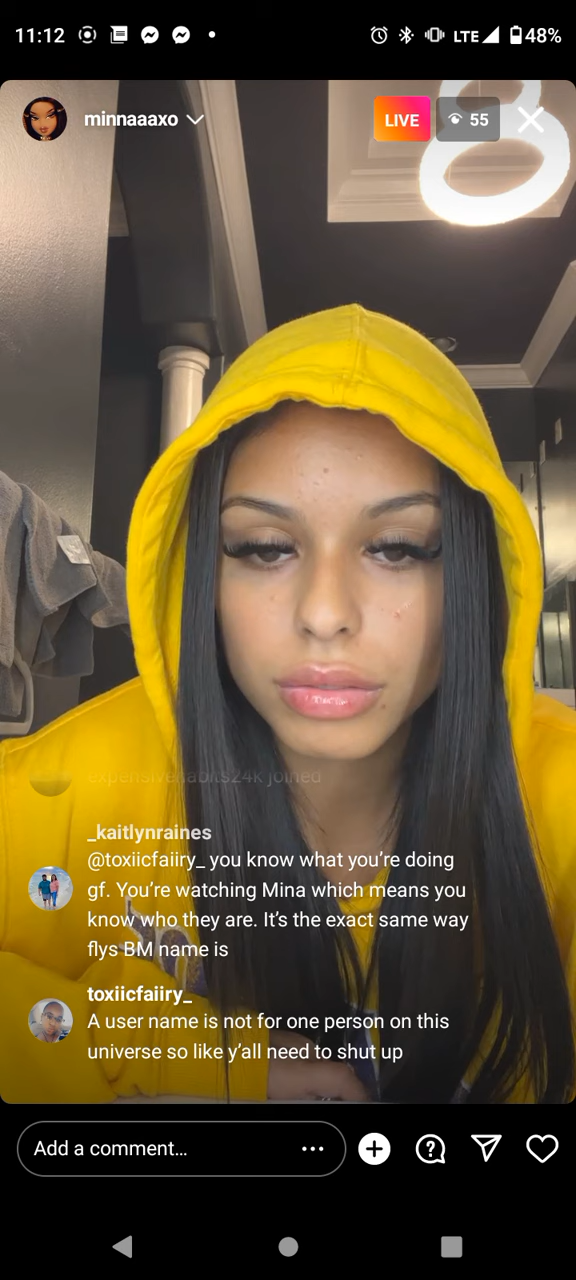 11:12
LTE
48%
minnaaaxo
LIVE
55
expensivehabits24k joined
_kaitlynraines
@toxiicfaiiry_ you know what you're doing
gf. You're watching Mina which means you
know who they are. It's the exact same way
flys BM name is
toxiicfaiiry_
A user name is not for one person on this
universe so like y'all need to shut up
Add a comment...